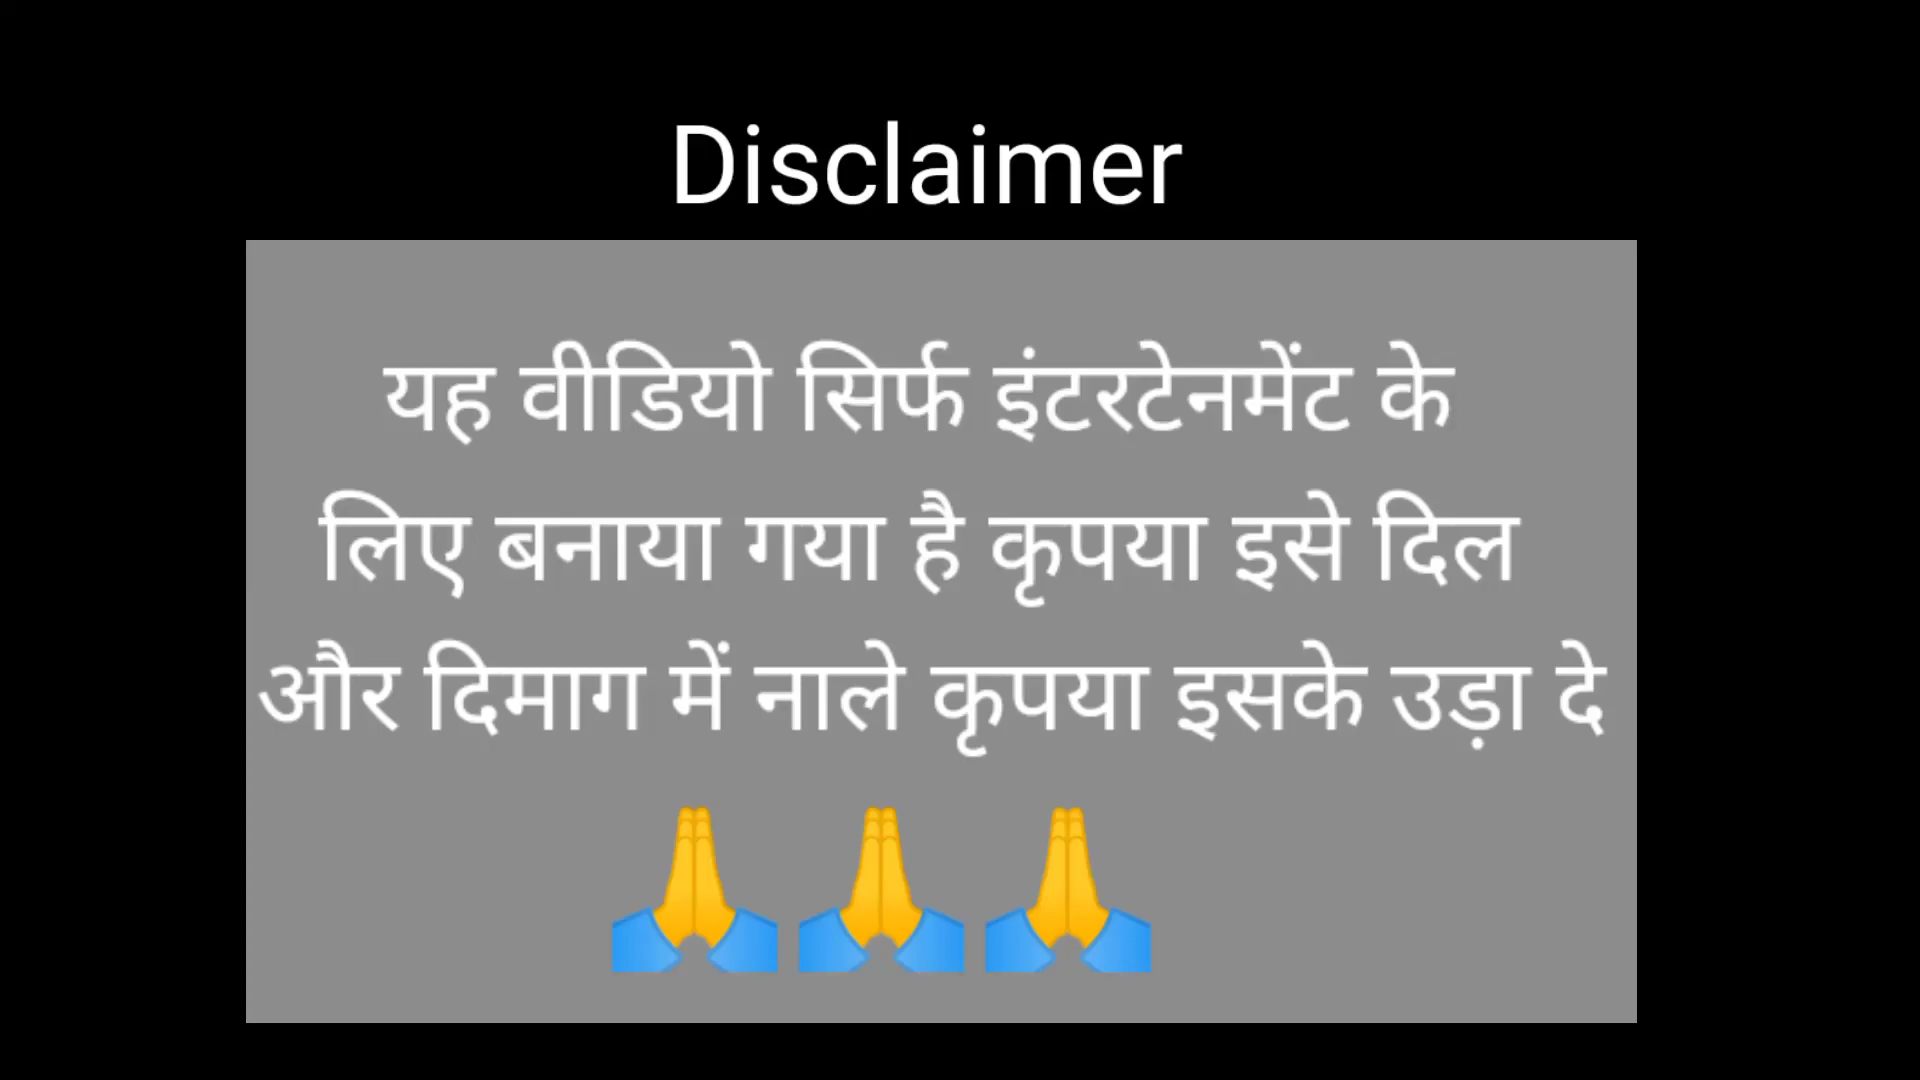 Disclaimer
यह वीडियो सिर्फ इंटरटेनमेंट के
लिए बनाया गया है कृपया इसे दिल
और दिमाग में नाले कृपया इसके उड़ा दे
🙏🙏🙏